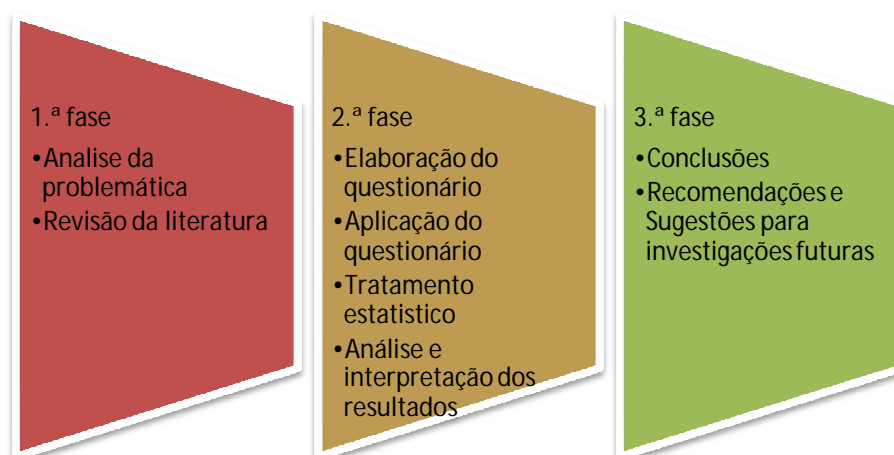 1.ª fase
•Analise da
problemática
•Revisão da literatura
2.ª fase
•Elaboração do
questionário
•Aplicação do
questionário
•Tratamento
estatistico
•Análise e
interpretação dos
resultados
3.ª fase
•Conclusões
•Recomendações e
Sugestões para
investigações futuras